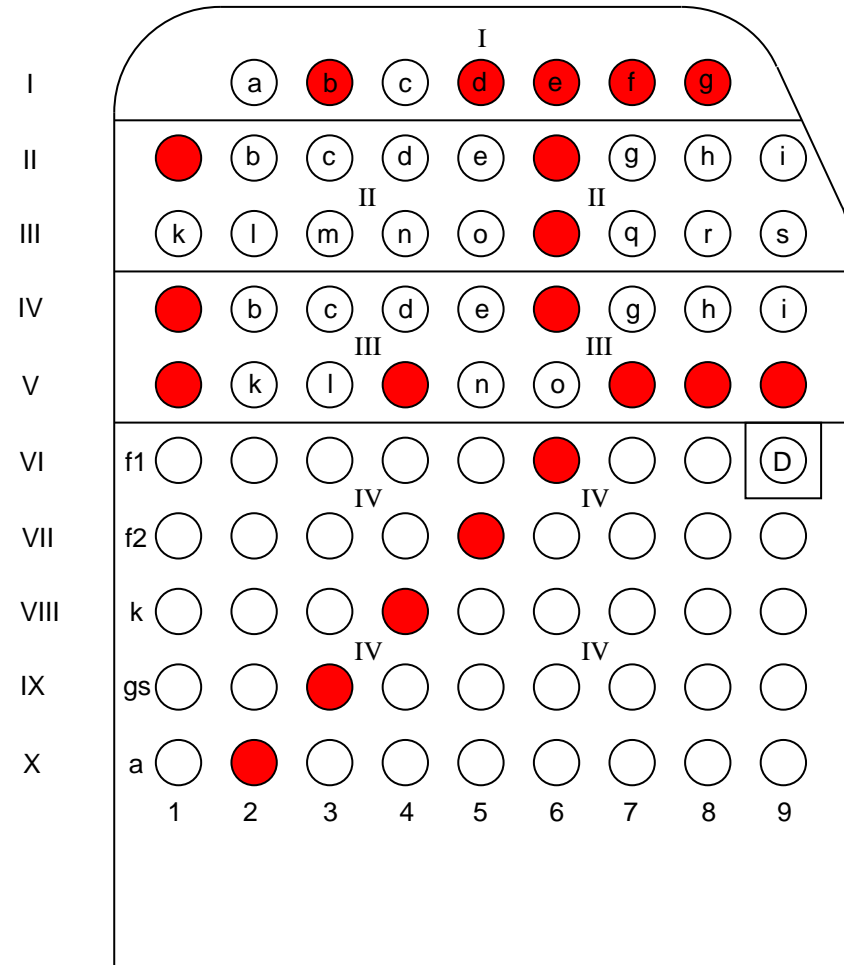 I
I a b c d e f g
II b c d e g h i
II II
III k l m n o q r s
IV b c d e g h i
III III
V k l n o
VI f1 D
IV IV
VII f2
VIII k
IV IV
IX gs
X a
1 2 3 4 5 6 7 8 9